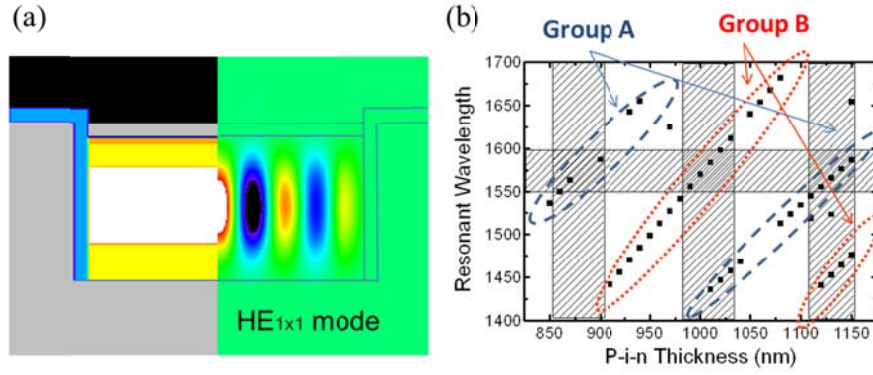 (a)
HE1x1 mode
(b)
Group A
Group B
Resonant Wavelength
1700
1650
1600
1550
1500
1450
1400
850 900 950 1000 1050 1100 1150
P-i-n Thickness (nm)